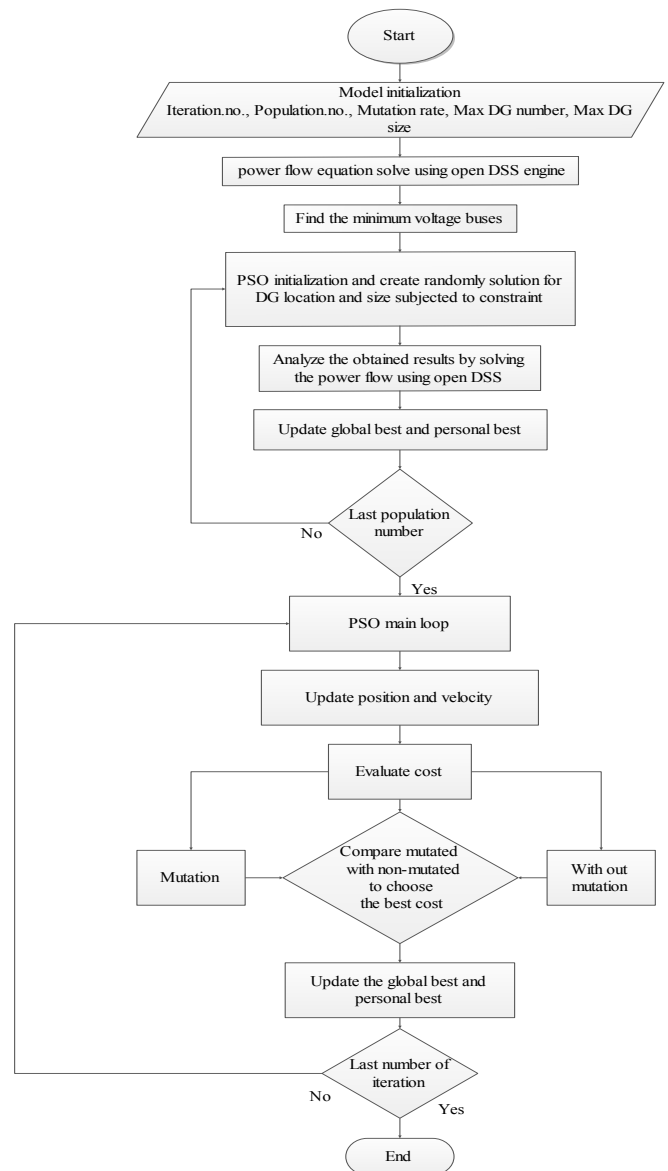 Start
Model initialization
Iteration.no., Population.no., Mutation rate, Max DG number, Max DG
size
power flow equation solve using open DSS engine
Find the minimum voltage buses
PSO initialization and create randomly solution for
DG location and size subjected to constraint
Analyze the obtained results by solving
the power flow using open DSS
Update global best and personal best
Last population
number
No
Yes
PSO main loop
Update position and velocity
Evaluate cost
Mutation
Compare mutated
with non-mutated
to choose
the best cost
With out
mutation
Update the global best and
personal best
Last number of
iteration
No
Yes
End